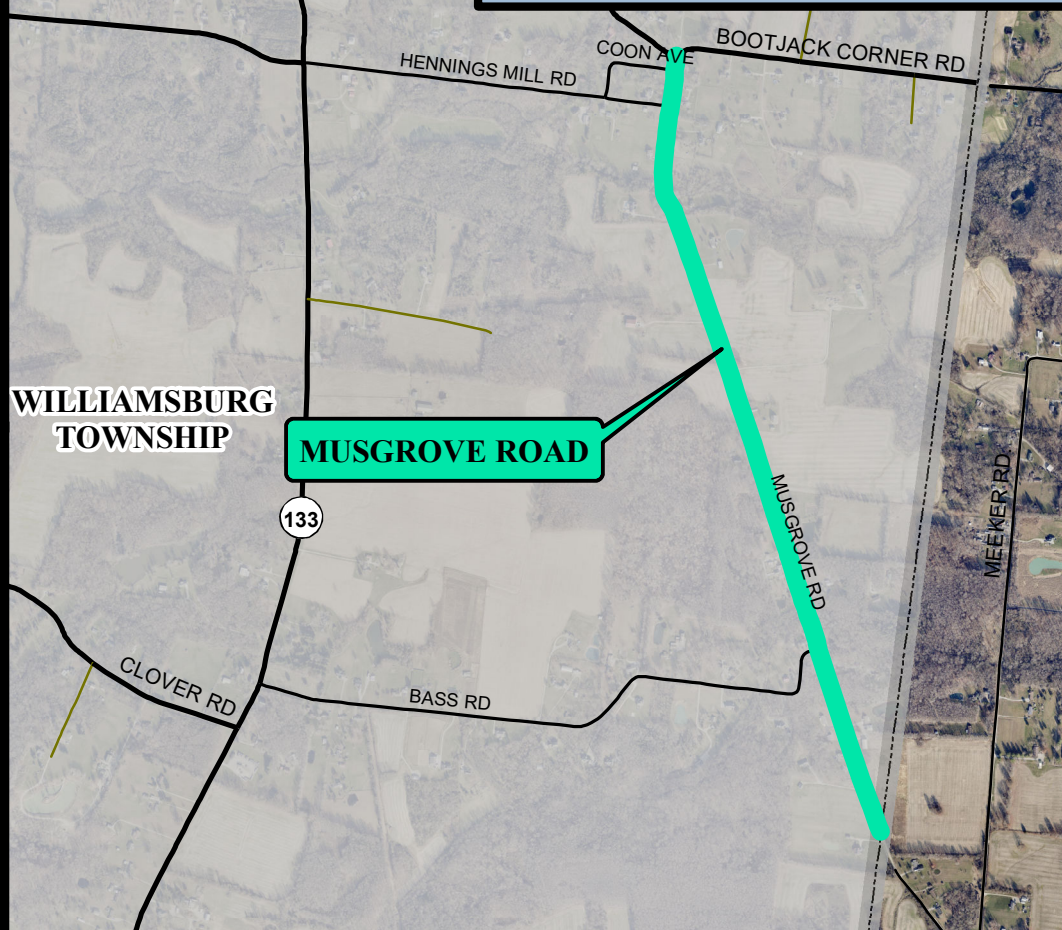 BOOTJACK CORNER RD
COON AVE
HENNINGS MILL RD
WILLIAMSBURG
TOWNSHIP
MUSGROVE ROAD
133
MUSGROVE RD
MEEKER RD
CLOVER RD
BASS RD